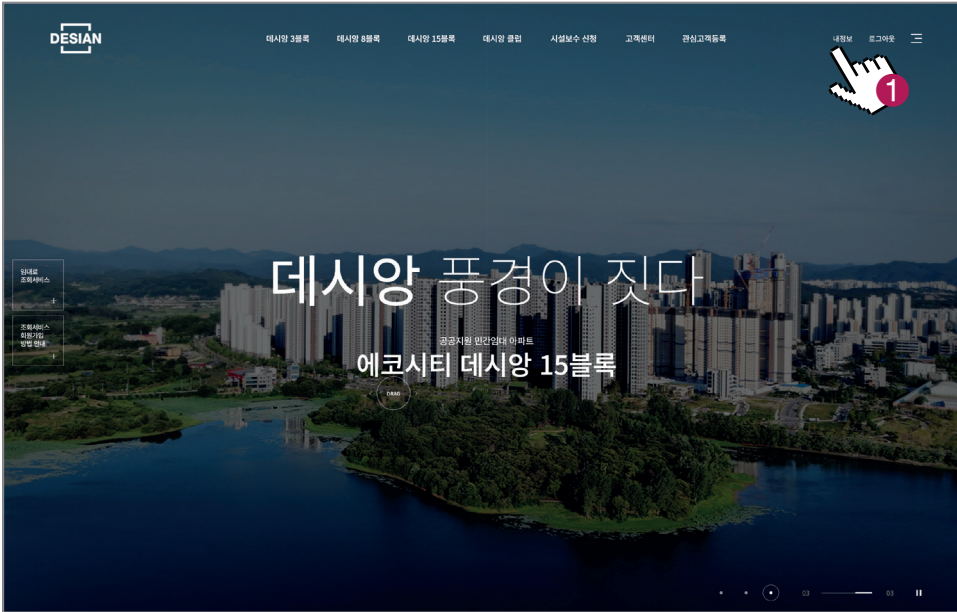 DESIAN
데시앙 3블록 데시앙 8블록 데시앙 15블록 데시앙 클럽 시설보수 신청 고객센터 관심고객등록
내정보 로그아웃
1
임대료
조회서비스
+
조회서비스
회원가입
방법 안내
+
데시앙 풍경이 짓다
공공지원 민간임대 아파트
에코시티 데시앙 15블록
DRAG
03 03